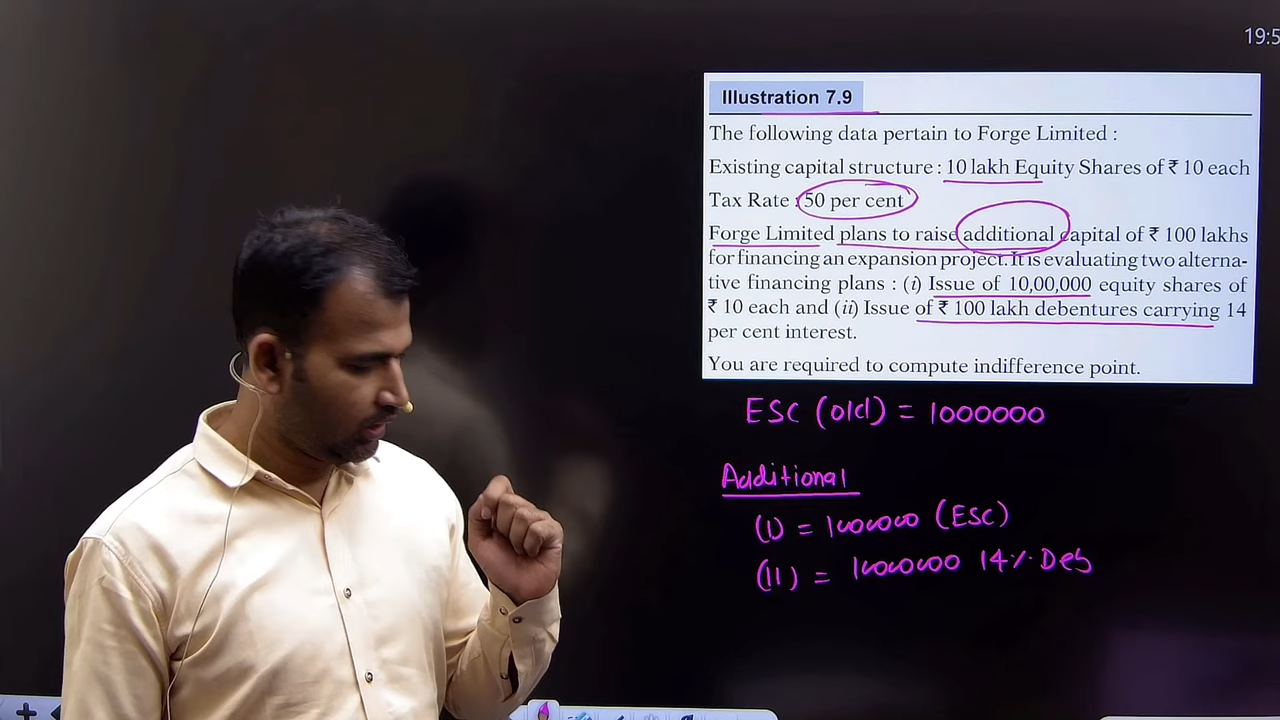 19:5
Illustration 7.9
The following data pertain to Forge Limited :
Existing capital structure : 10 lakh Equity Shares of ₹ 10 each
Tax Rate : 50 per cent
Forge Limited plans to raise additional capital of ₹ 100 lakhs
for financing an expansion project. It is evaluating two alterna-
tive financing plans : (i) Issue of 10,00,000 equity shares of
₹ 10 each and (ii) Issue of ₹ 100 lakh debentures carrying 14
per cent interest.
You are required to compute indifference point.
ESC (old) = 1000000
Additional
(I) = 1000000 (ESC)
(II) = 10000000 14% Deb